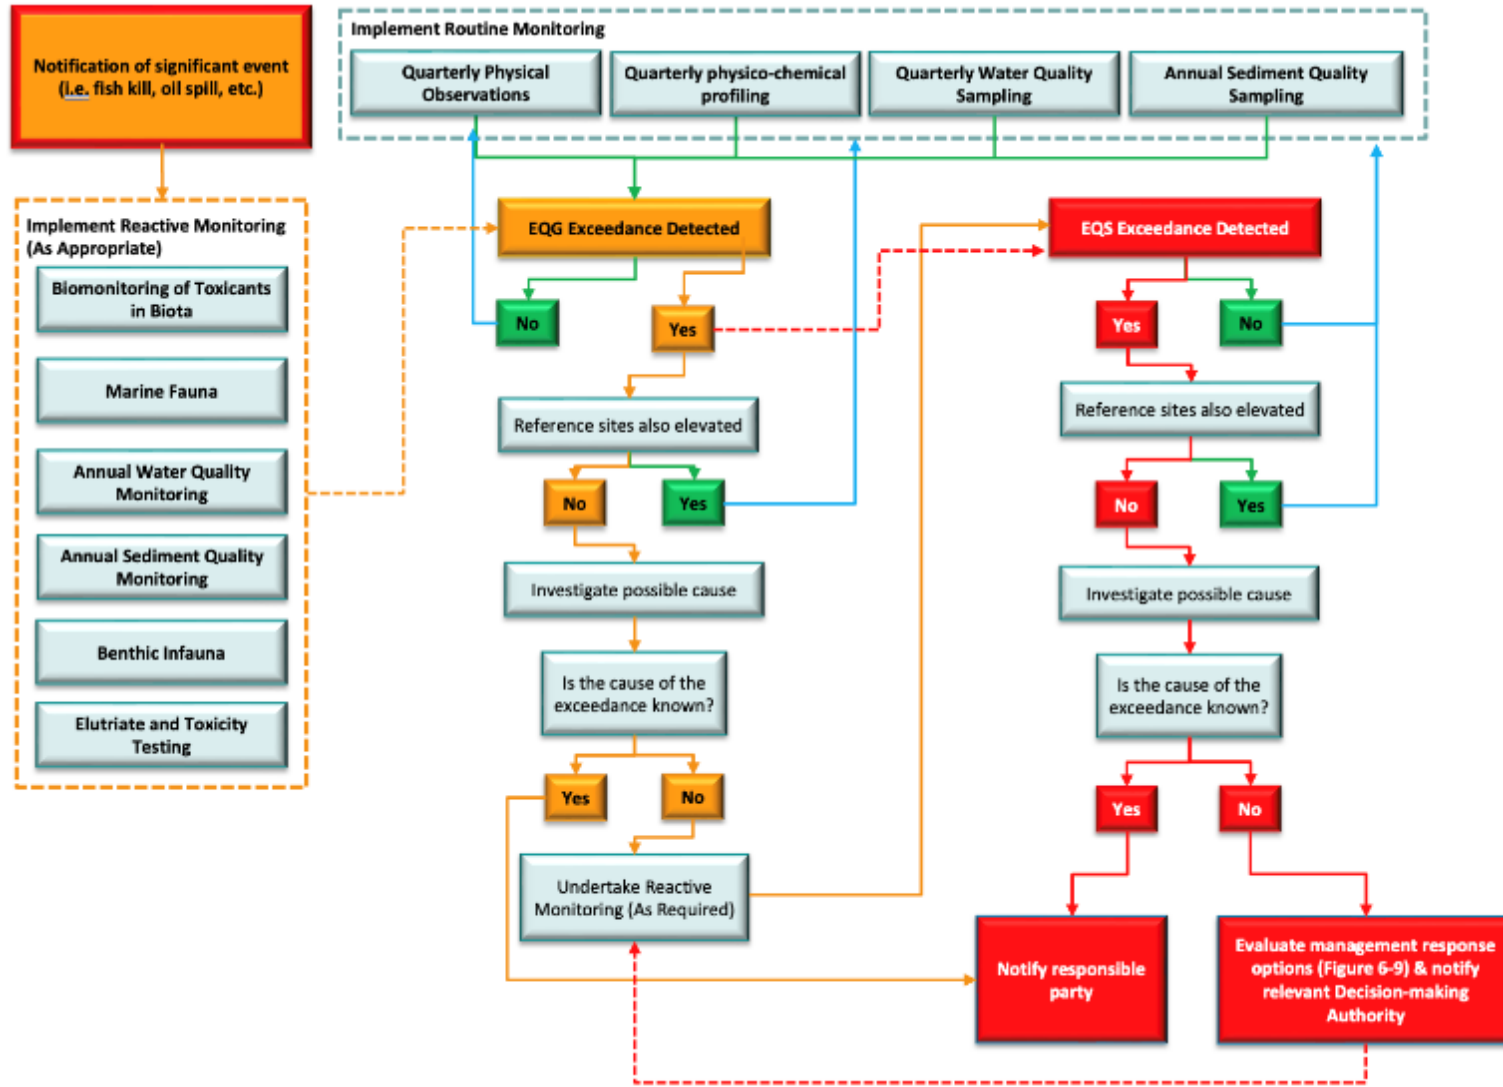 Notification of significant event
(i.e. fish kill, oil spill, etc.)
Implement Routine Monitoring
Quarterly Physical
Observations
Quarterly physico-chemical
profiling
Quarterly Water Quality
Sampling
Annual Sediment Quality
Sampling
Implement Reactive Monitoring
(As Appropriate)
Biomonitoring of Toxicants
in Biota
Marine Fauna
Annual Water Quality
Monitoring
Annual Sediment Quality
Monitoring
Benthic Infauna
Elutriate and Toxicity
Testing
EQG Exceedance Detected
No
Yes
Reference sites also elevated
No
Yes
Investigate possible cause
Is the cause of the
exceedance known?
Yes
No
Undertake Reactive
Monitoring (As Required)
EQS Exceedance Detected
Yes
No
Reference sites also elevated
No
Yes
Investigate possible cause
Is the cause of the
exceedance known?
Yes
No
Notify responsible
party
Evaluate management response
options (Figure 6-9) & notify
relevant Decision-making
Authority